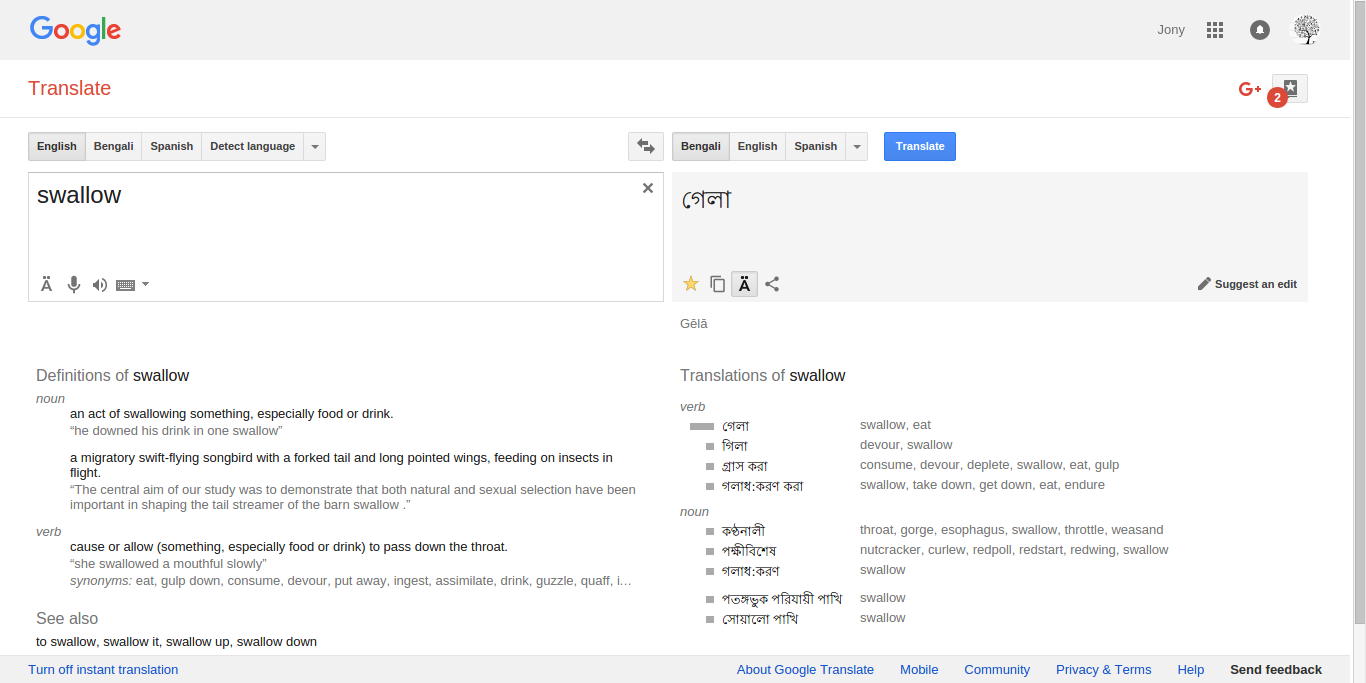 Google
Jony
Translate
G+
2
English Bengali Spanish Detect language
Bengali English Spanish
Translate
swallow
গেলা
Ä
Ä
Suggest an edit
Gēlā
Definitions of swallow
noun
an act of swallowing something, especially food or drink.
“he downed his drink in one swallow”
a migratory swift-flying songbird with a forked tail and long pointed wings, feeding on insects in
flight.
“The central aim of our study was to demonstrate that both natural and sexual selection have been
important in shaping the tail streamer of the barn swallow .”
verb
cause or allow (something, especially food or drink) to pass down the throat.
“she swallowed a mouthful slowly”
synonyms: eat, gulp down, consume, devour, put away, ingest, assimilate, drink, guzzle, quaff, i…
See also
to swallow, swallow it, swallow up, swallow down
Translations of swallow
verb
গেলা swallow, eat
গিলা devour, swallow
গ্রাস করা consume, devour, deplete, swallow, eat, gulp
গলাধ:করণ করা swallow, take down, get down, eat, endure
noun
কণ্ঠনালী throat, gorge, esophagus, swallow, throttle, weasand
পক্ষীবিশেষ nutcracker, curlew, redpoll, redstart, redwing, swallow
গলাধ:করণ swallow
পতঙ্গভুক পরিযায়ী পাখি swallow
সোয়ালো পাখি swallow
Turn off instant translation
About Google Translate Mobile Community Privacy & Terms Help Send feedback